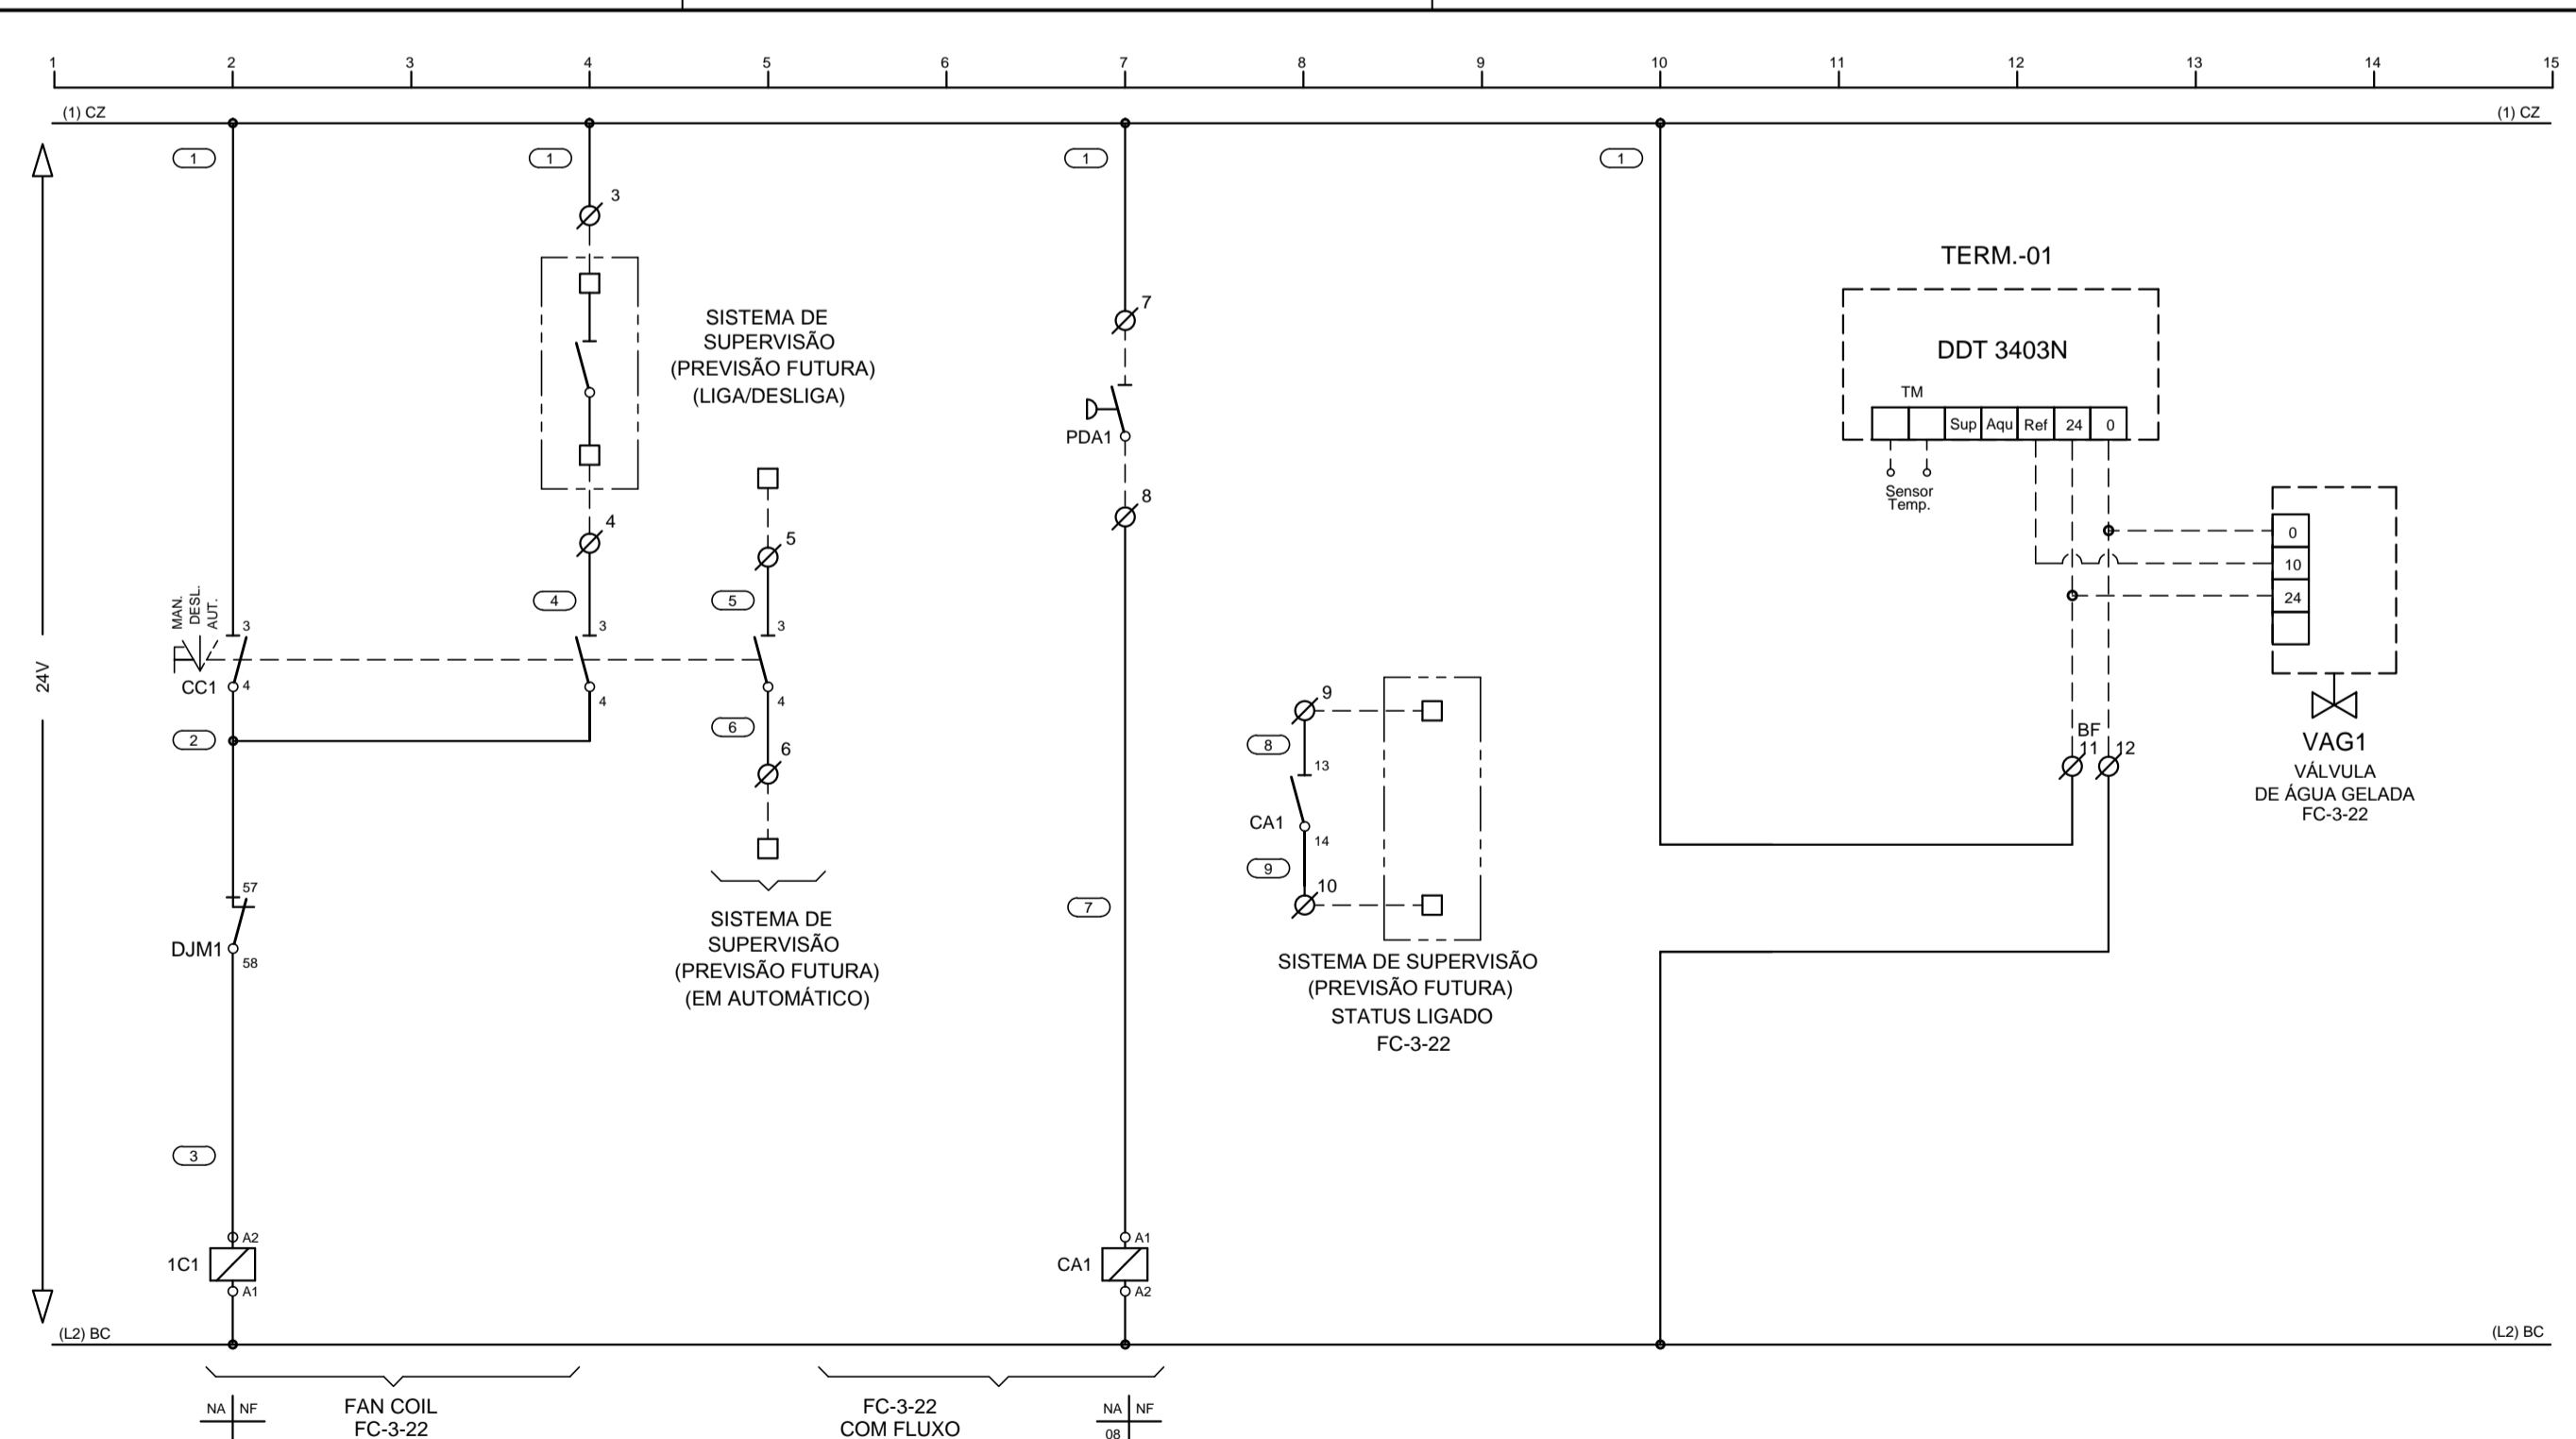 1 2 3 4 5 6 7 8 9 10 11 12 13 14 15
(1) CZ (1) CZ
1 1 1 1
3
TERM.-01
DDT 3403N
TM
Sup Aqu Ref 24 0
Sensor
Temp.
SISTEMA DE
SUPERVISÃO
(PREVISÃO FUTURA)
(LIGA/DESLIGA)
7
PDA1
8
4
5
4
5
0
10
24
24V
MAN.
DESL.
AUT.
3
3
3
CC1
4
4
4
2
6
6
9
8
13
CA1
14
9
10
BF
11 12
VAG1
VÁLVULA
DE ÁGUA GELADA
FC-3-22
57
DJM1
58
7
SISTEMA DE
SUPERVISÃO
(PREVISÃO FUTURA)
(EM AUTOMÁTICO)
SISTEMA DE SUPERVISÃO
(PREVISÃO FUTURA)
STATUS LIGADO
FC-3-22
3
A2
1C1
A1
A1
CA1
A2
(L2) BC (L2) BC
NA NF
FAN COIL
FC-3-22
FC-3-22
COM FLUXO
NA NF
08